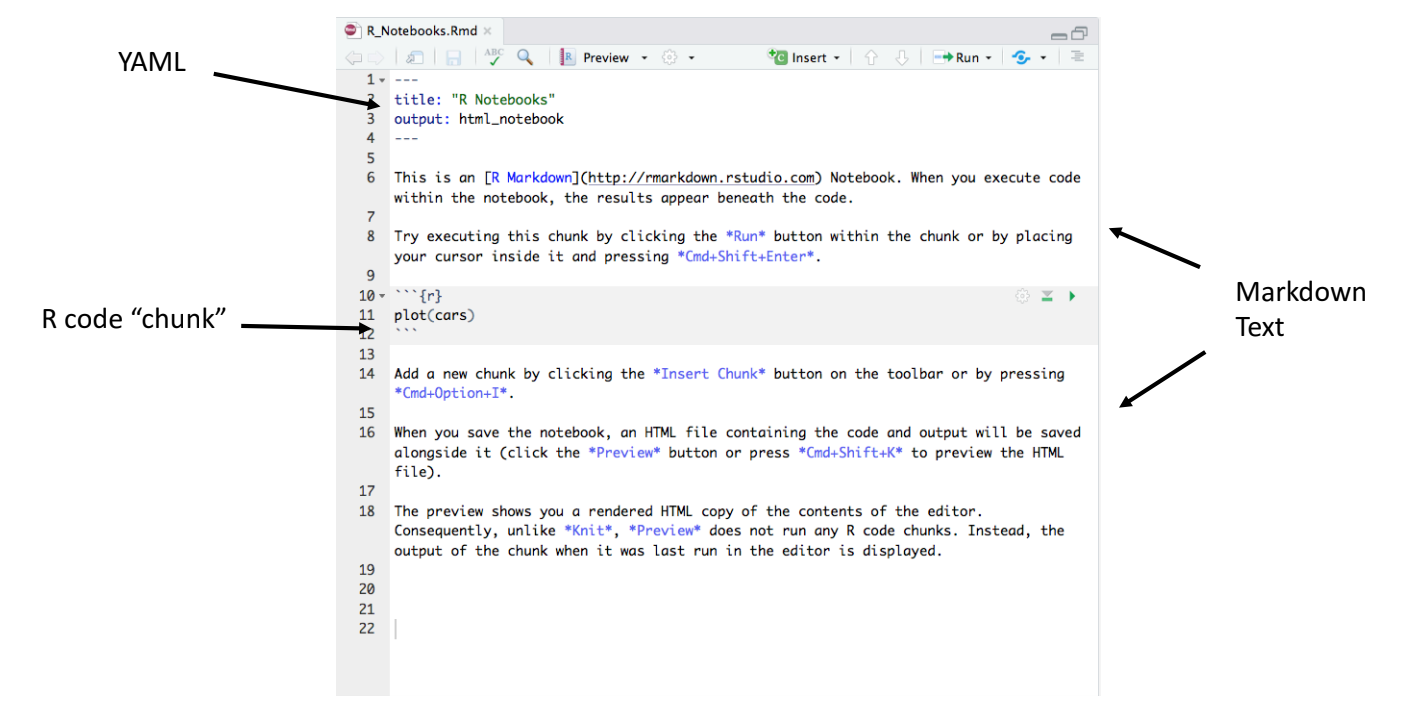 R_Notebooks.Rmd ×
ABC Preview Insert Run
YAML
1 ---
2 title: "R Notebooks"
3 output: html_notebook
4 ---
5
6 This is an [R Markdown](http://rmarkdown.rstudio.com) Notebook. When you execute code
within the notebook, the results appear beneath the code.
7
8 Try executing this chunk by clicking the *Run* button within the chunk or by placing
your cursor inside it and pressing *Cmd+Shift+Enter*.
9
10 ```{r}
11 plot(cars)
12 ```
R code “chunk”
Markdown
Text
13
14 Add a new chunk by clicking the *Insert Chunk* button on the toolbar or by pressing
*Cmd+Option+I*.
15
16 When you save the notebook, an HTML file containing the code and output will be saved
alongside it (click the *Preview* button or press *Cmd+Shift+K* to preview the HTML
file).
17
18 The preview shows you a rendered HTML copy of the contents of the editor.
Consequently, unlike *Knit*, *Preview* does not run any R code chunks. Instead, the
output of the chunk when it was last run in the editor is displayed.
19
20
21
22